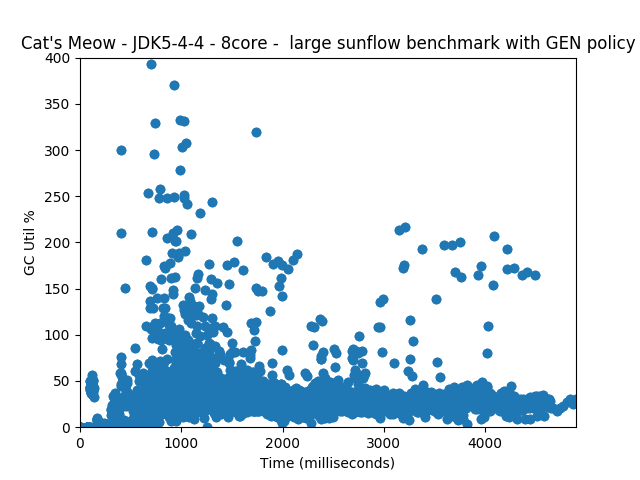 Cat's Meow - JDK5-4-4 - 8core -  large sunflow benchmark with GEN policy
400
350
300
250
200
150
100
50
0
GC Util %
0 1000 2000 3000 4000
Time (milliseconds)